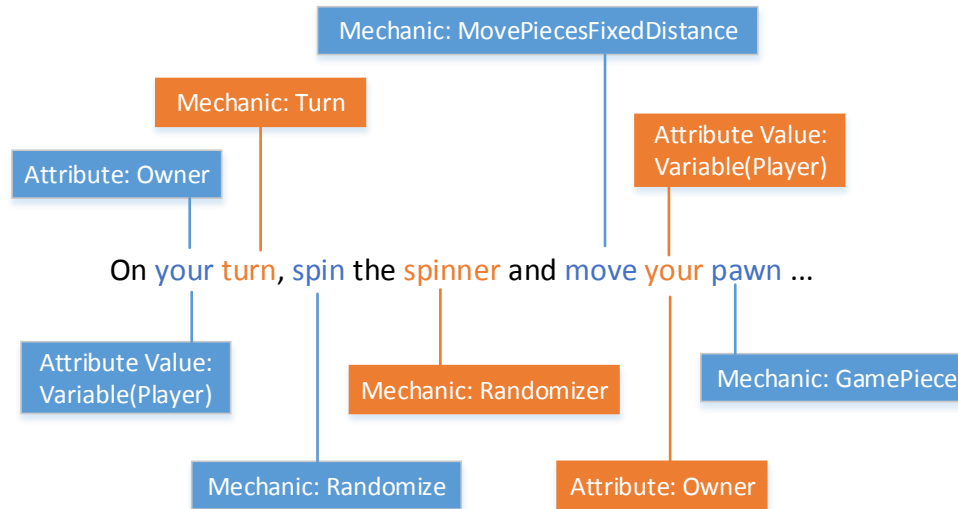 Mechanic: MovePiecesFixedDistance
Mechanic: Turn
Attribute Value:
Variable(Player)
Attribute: Owner
On your turn, spin the spinner and move your pawn ...
Attribute Value:
Variable(Player)
Mechanic: Randomizer
Mechanic: GamePiece
Mechanic: Randomize
Attribute: Owner